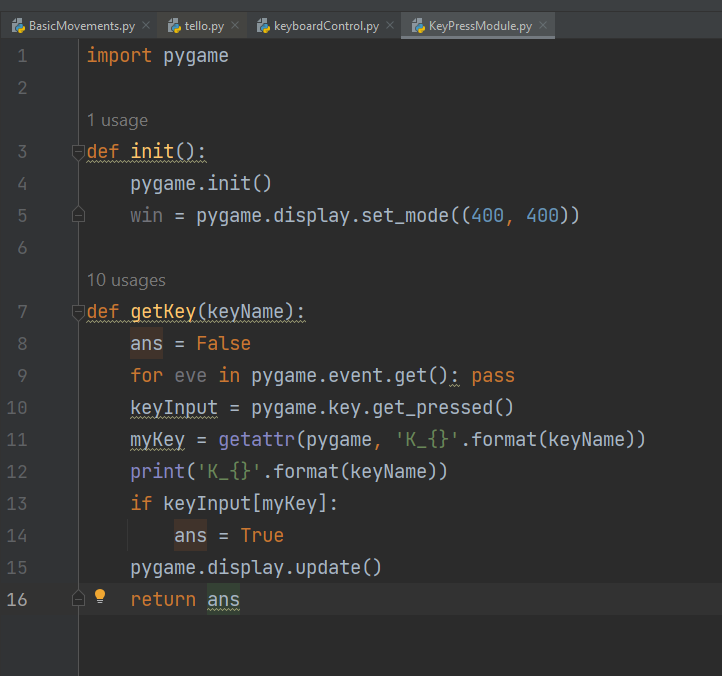 BasicMovements.py tello.py keyboardControl.py KeyPressModule.py
1 import pygame
2
1 usage
3 def init():
4     pygame.init()
5     win = pygame.display.set_mode((400, 400))
6
10 usages
7 def getKey(keyName):
8     ans = False
9     for eve in pygame.event.get(): pass
10     keyInput = pygame.key.get_pressed()
11     myKey = getattr(pygame, 'K_{}'.format(keyName))
12     print('K_{}'.format(keyName))
13     if keyInput[myKey]:
14         ans = True
15     pygame.display.update()
16     return ans